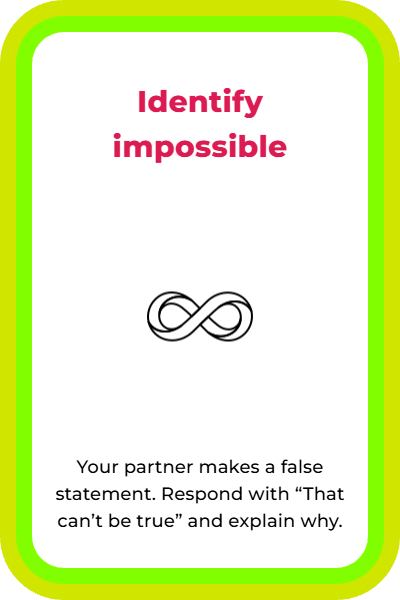 Identify
impossible
Your partner makes a false
statement. Respond with “That
can’t be true” and explain why.